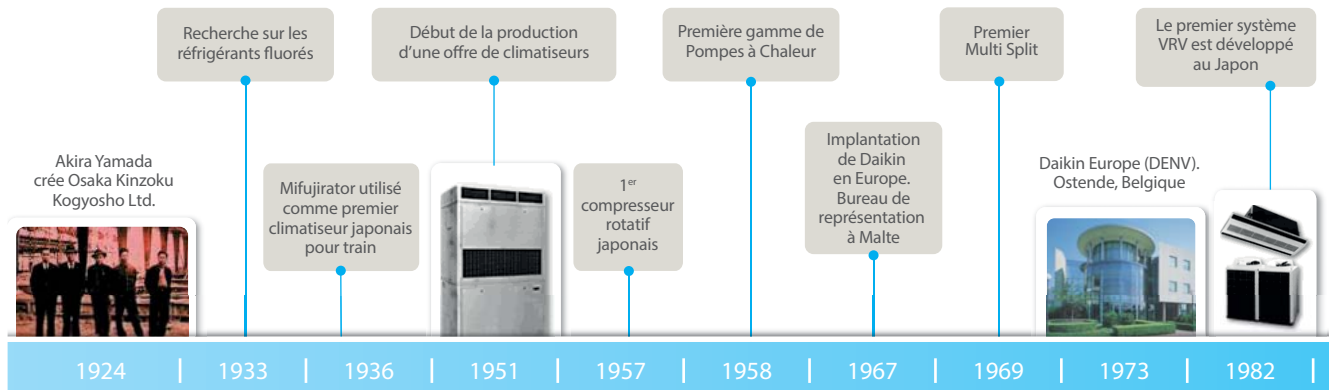 Akira Yamada
crée Osaka Kinzoku
Kogyosho Ltd.
Recherche sur les
réfrigérants fluorés
Mifujirator utilisé
comme premier
climatiseur japonais
pour train
Début de la production
d'une offre de climatiseurs
1er
compresseur
rotatif
japonais
Première gamme de
Pompes à Chaleur
Implantation
de Daikin
en Europe.
Bureau de
représentation
à Malte
Premier
Multi Split
Daikin Europe (DENV).
Ostende, Belgique
Le premier système
VRV est développé
au Japon
1924 | 1933 | 1936 | 1951 | 1957 | 1958 | 1967 | 1969 | 1973 | 1982 |